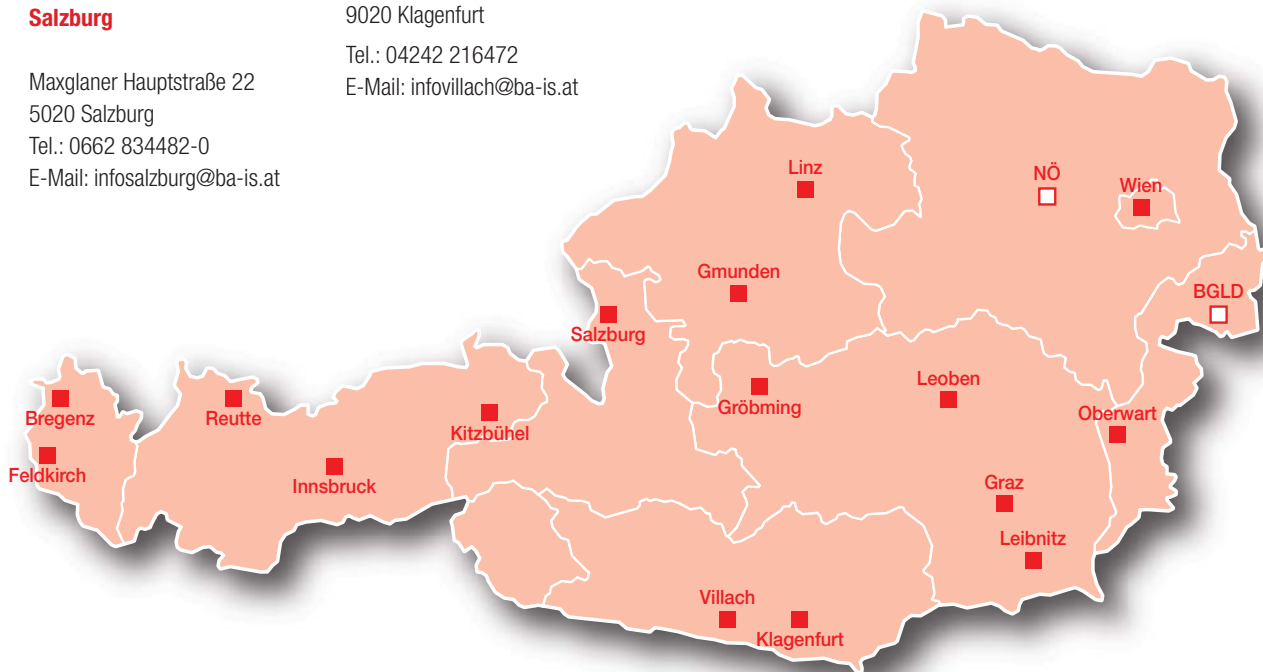 Salzburg
Maxglaner Hauptstraße 22
5020 Salzburg
Tel.: 0662 834482-0
E-Mail: infosalzburg@ba-is.at
9020 Klagenfurt
Tel.: 04242 216472
E-Mail: infovillach@ba-is.at
Linz
NÖ
Wien
Gmunden
BGLD
Salzburg
Bregenz
Reutte
Kitzbühel
Gröbming
Leoben
Oberwart
Feldkirch
Innsbruck
Graz
Leibnitz
Villach
Klagenfurt